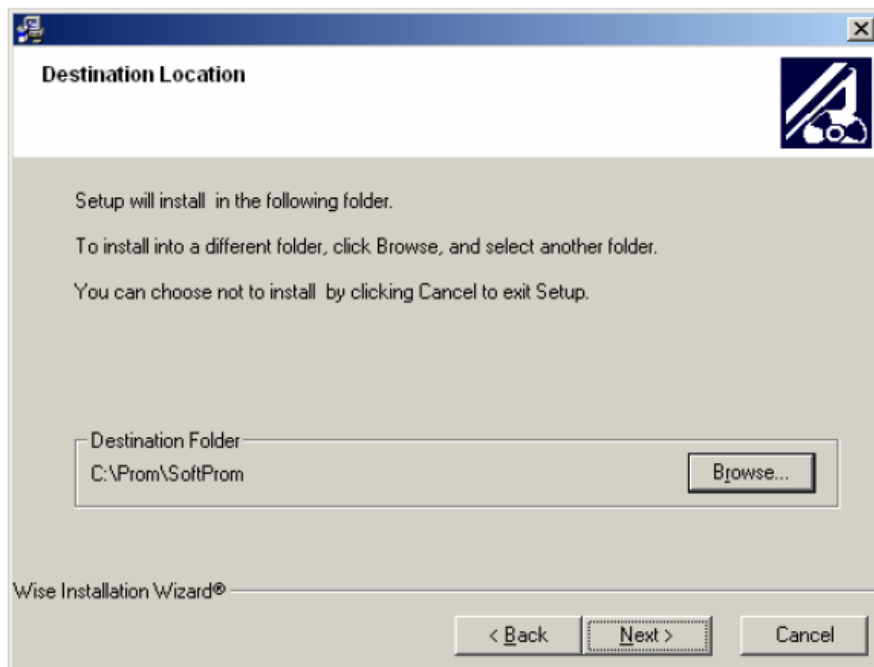 Destination Location
Setup will install  in the following folder.
To install into a different folder, click Browse, and select another folder.
You can choose not to install  by clicking Cancel to exit Setup.
Destination Folder
C:\Prom\SoftProm
Browse...
Wise Installation Wizard®
< Back
Next >
Cancel